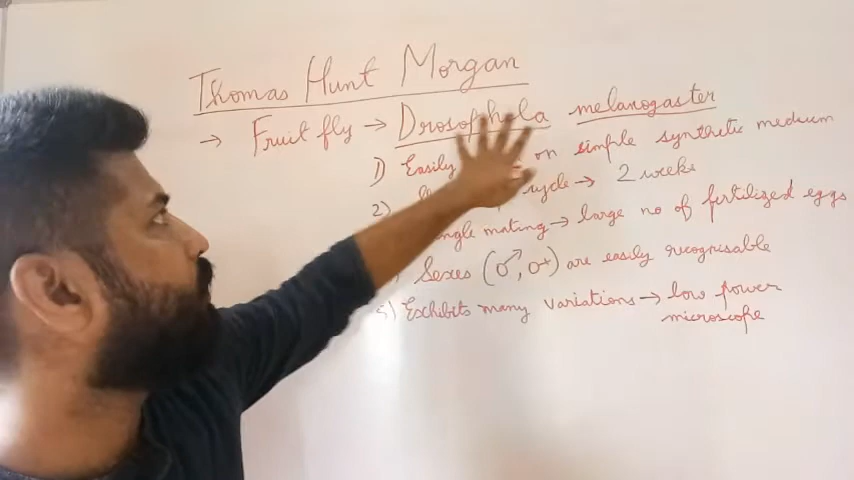 Thomas Hunt Morgan
→ Fruit fly → Drosophila melanogaster
1) Easily on simple synthetic medium
2) cycle → 2 weeks
single mating → large no of fertilized eggs
Sexes (♂, ♀) are easily recognisable
5) Exhibits many variations → low power
microscope